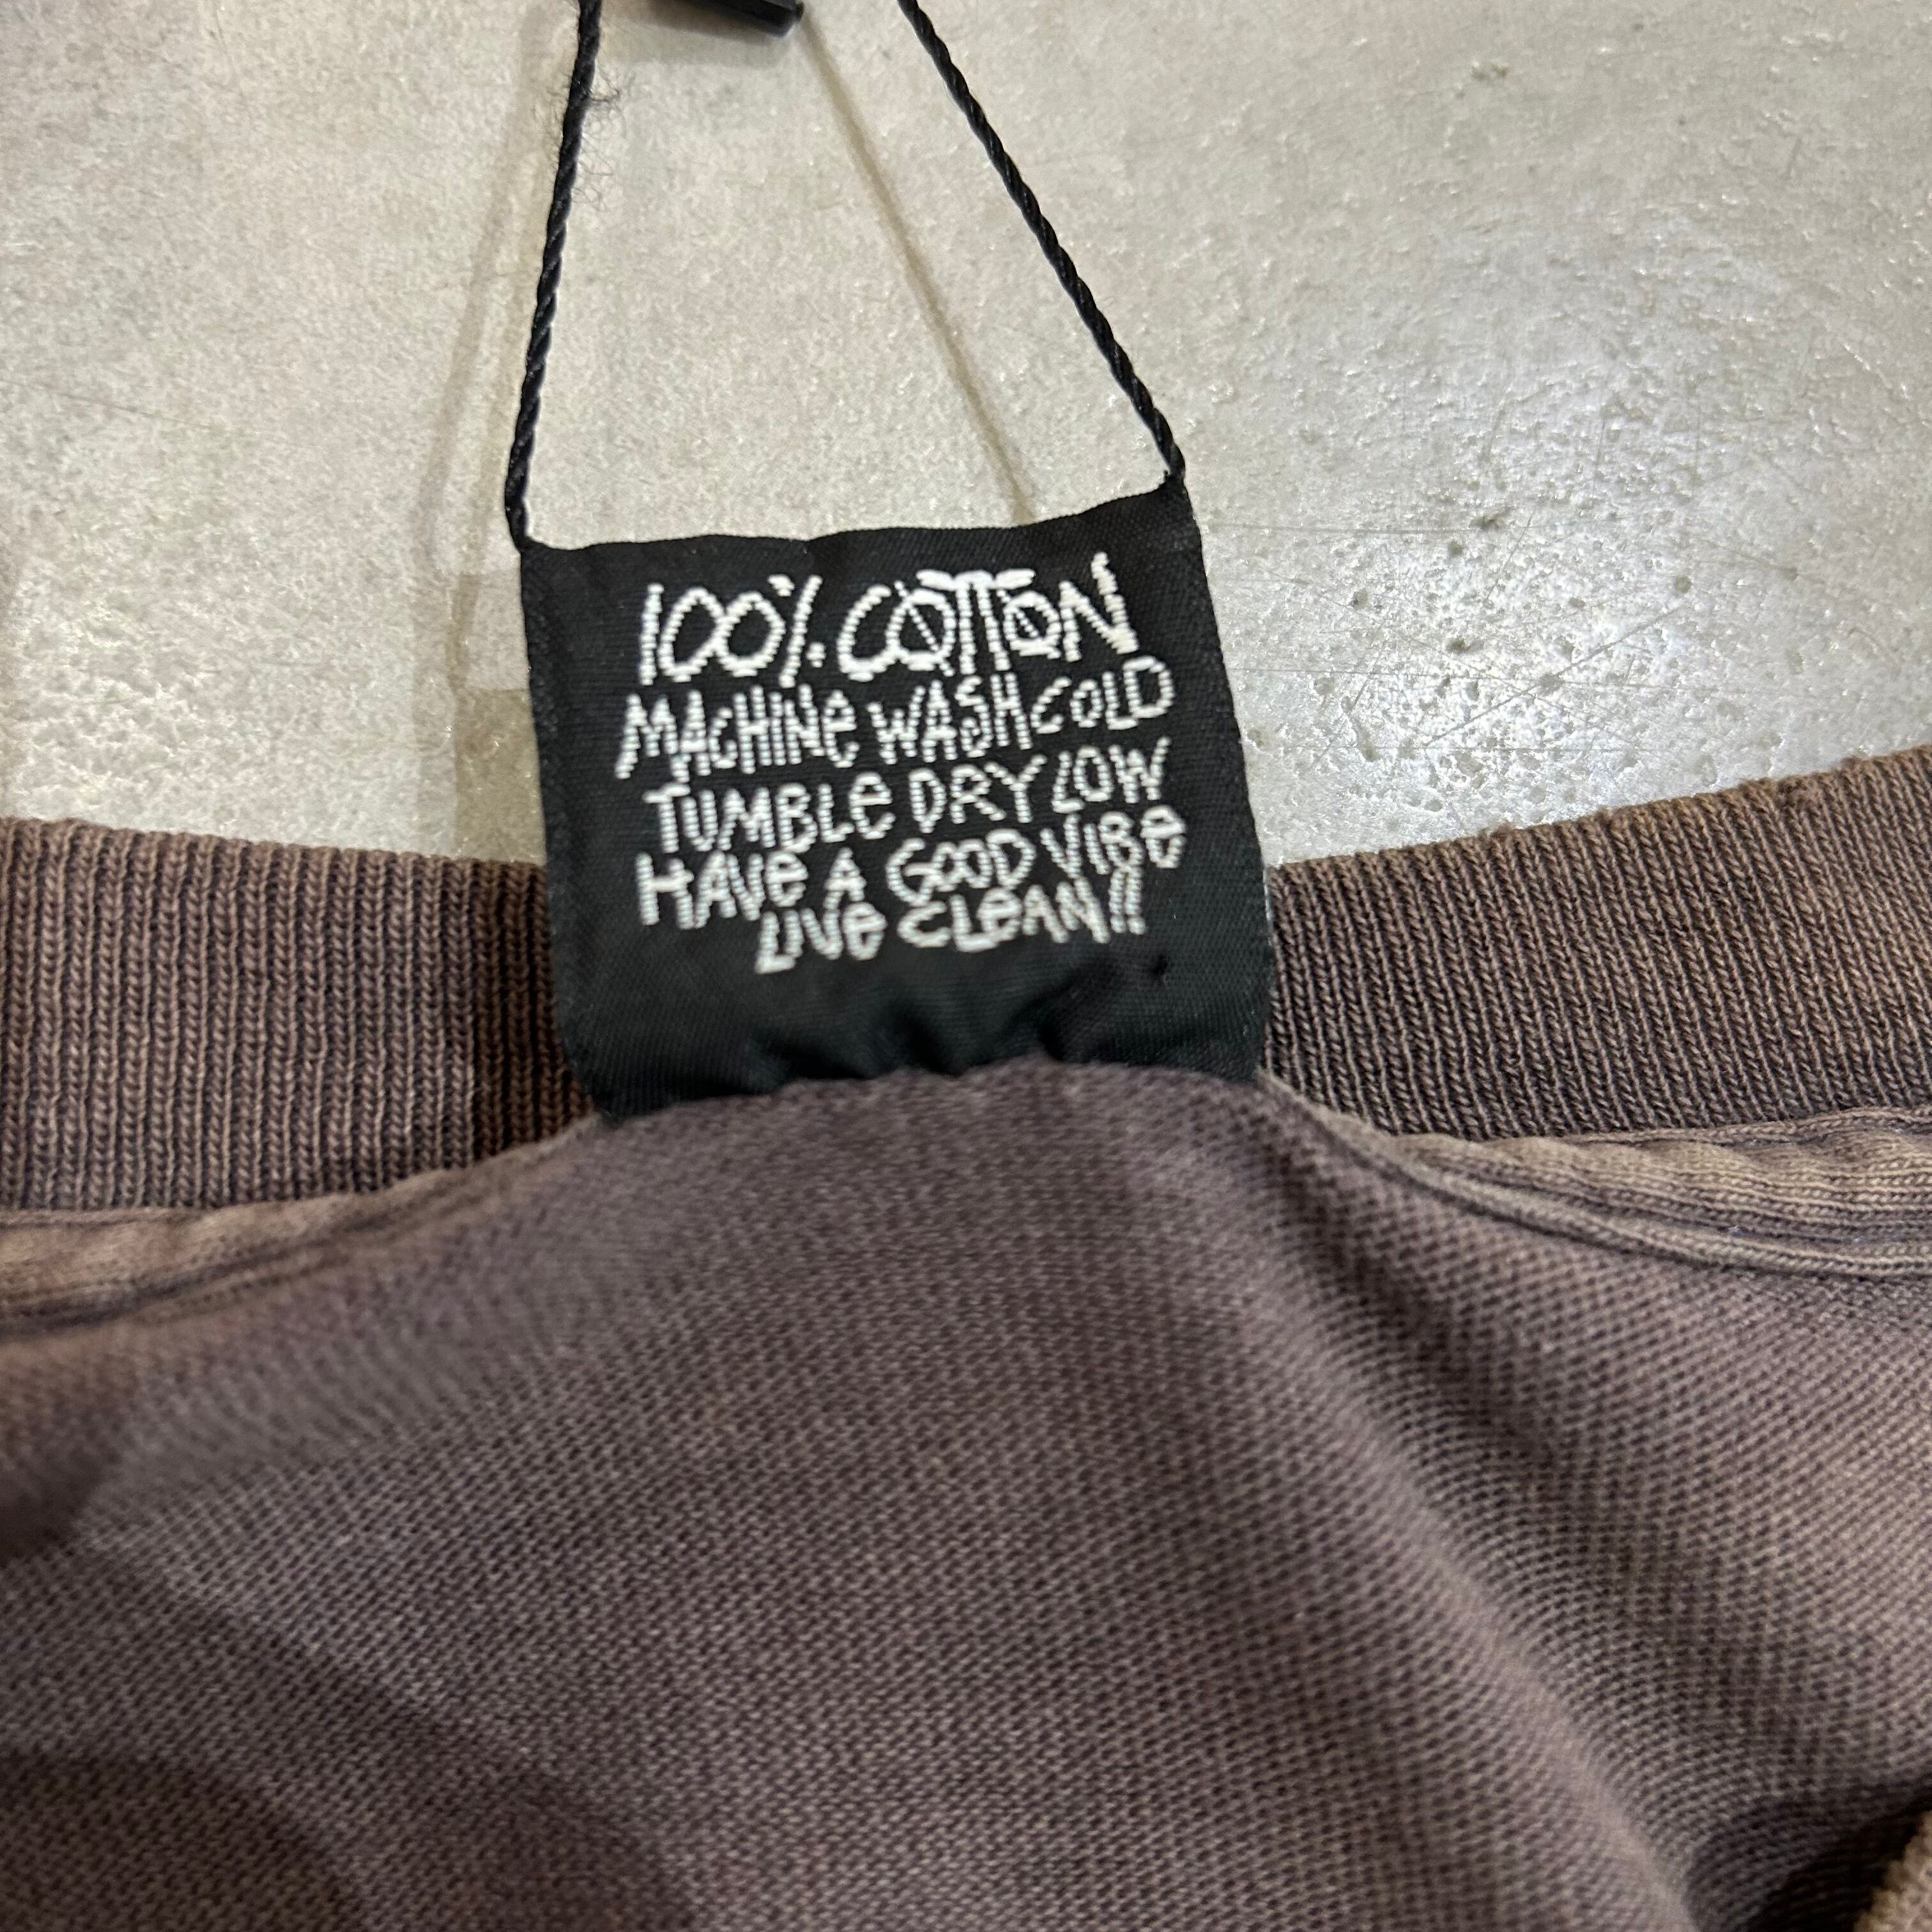 100% COTTON
MACHINe WASH COLD
TUMBLe DRY LOW
HAVe A GOOD VIBe
LIVe CLeAN!!